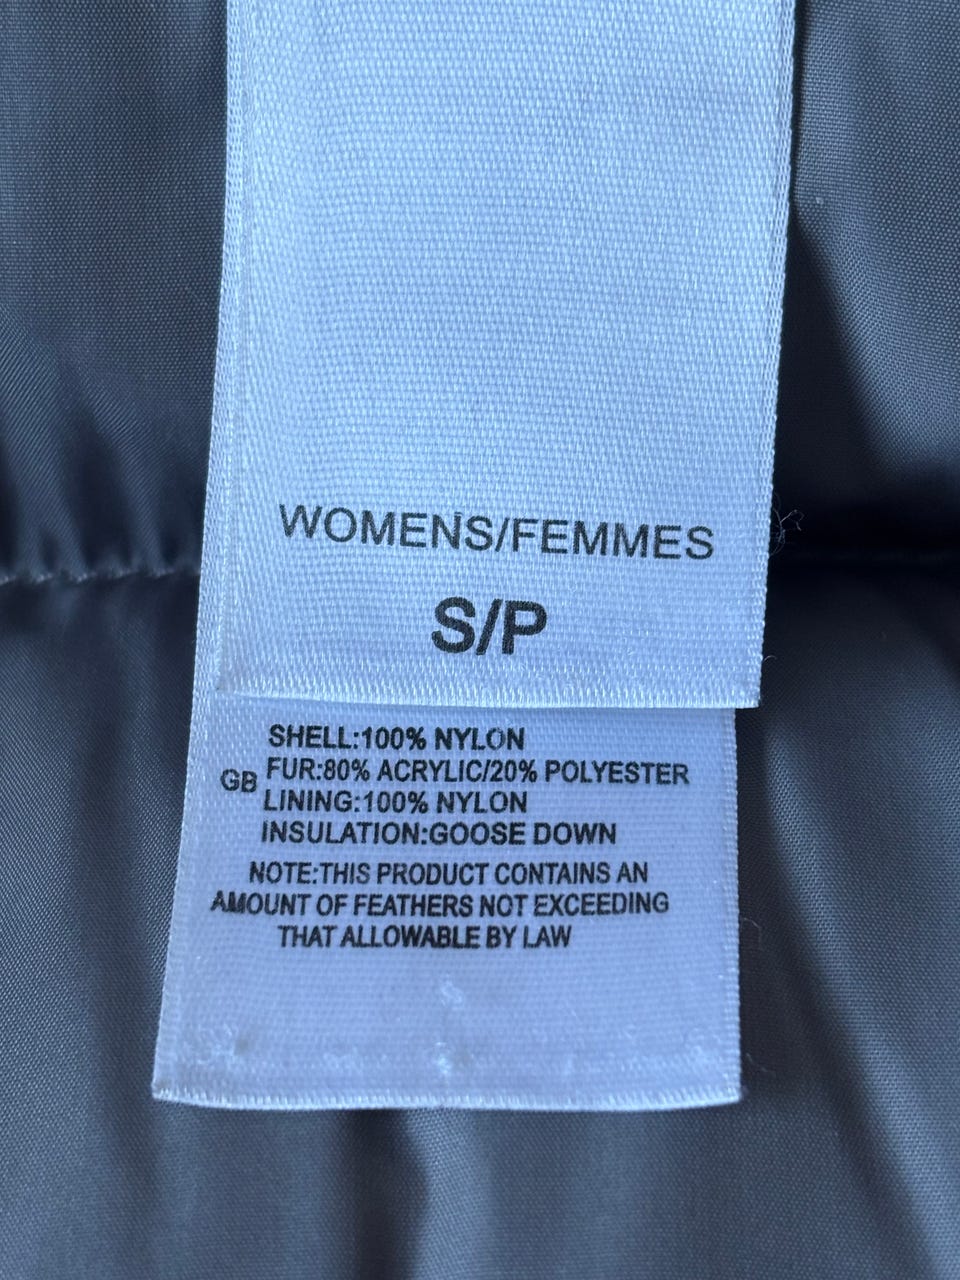 WOMENS/FEMMES
S/P
SHELL:100% NYLON
GB FUR:80% ACRYLIC/20% POLYESTER
LINING:100% NYLON
INSULATION:GOOSE DOWN
NOTE:THIS PRODUCT CONTAINS AN
AMOUNT OF FEATHERS NOT EXCEEDING
THAT ALLOWABLE BY LAW